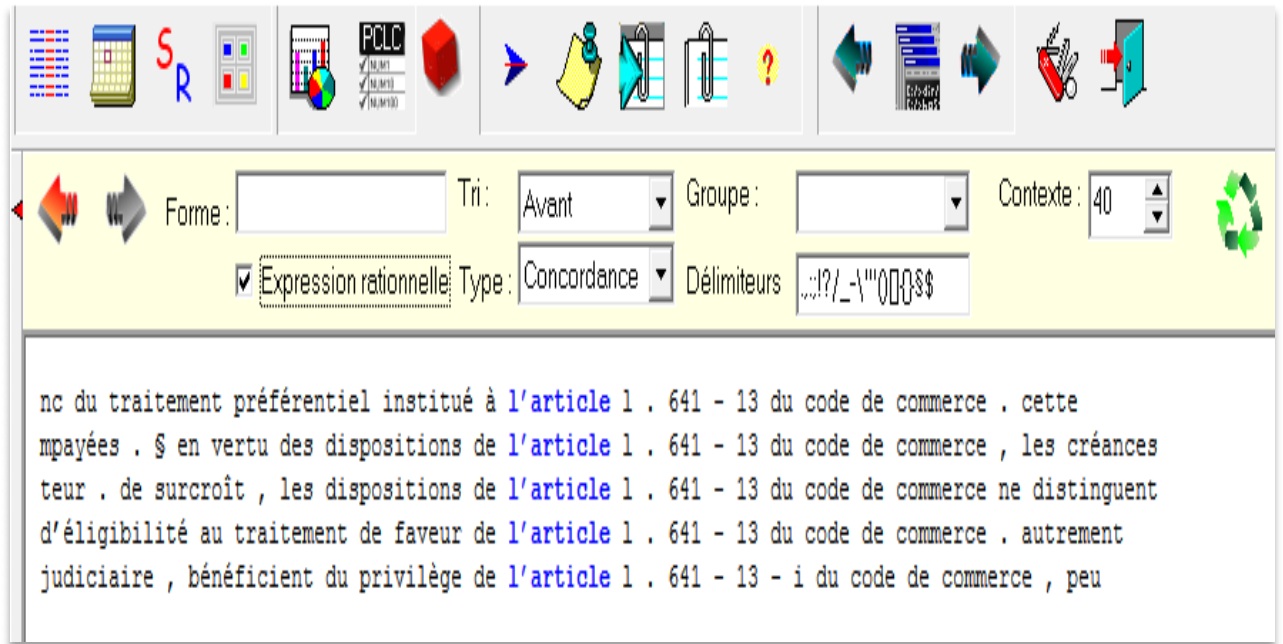 S
R
PCLC
NUM1
NUM10
NUM100
?
Forme :
Tri :
Avant
Groupe :
Contexte :
40
Expression rationnelle
Type :
Concordance
Délimiteurs
nc du traitement préférentiel institué à l'article l . 641 - 13 du code de commerce . cette
mpayées . § en vertu des dispositions de l'article l . 641 - 13 du code de commerce , les créances
teur . de surcroît , les dispositions de l'article l . 641 - 13 du code de commerce ne distinguent
d'éligibilité au traitement de faveur de l'article l . 641 - 13 du code de commerce . autrement
judiciaire , bénéficient du privilège de l'article l . 641 - 13 - i du code de commerce , peu